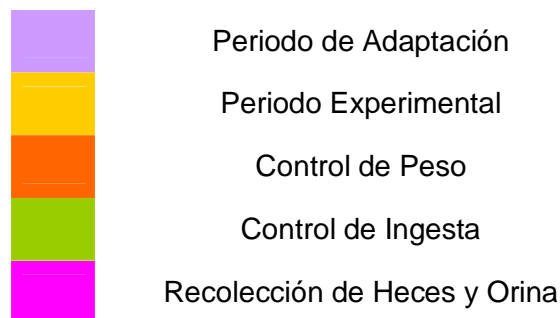 Periodo de Adaptación
Periodo Experimental
Control de Peso
Control de Ingesta
Recolección de Heces y Orina